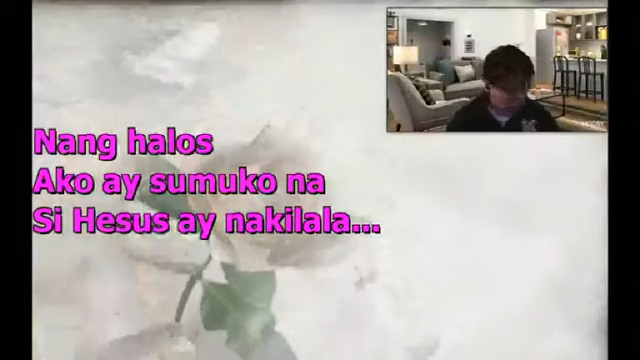 Nang halos
Ako ay sumuko na
Si Hesus ay nakilala...